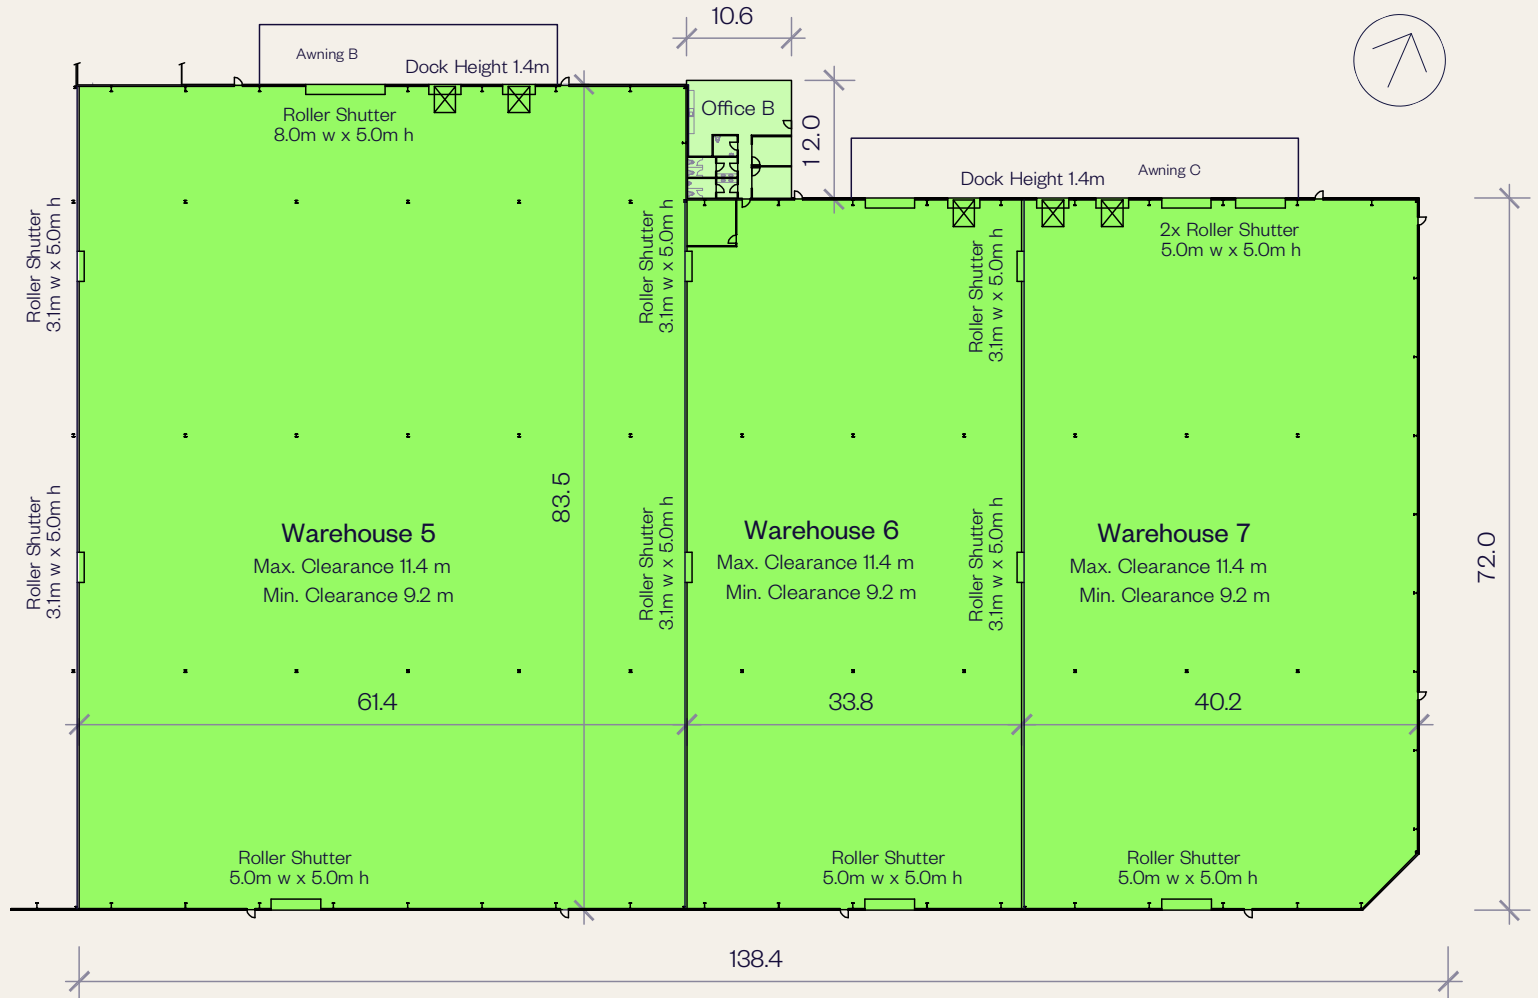 10.6
Awning B
Dock Height 1.4m
Office B
12.0
Roller Shutter
8.0m w x 5.0m h
Dock Height 1.4m
Awning C
2x Roller Shutter
5.0m w x 5.0m h
Roller Shutter
3.1m w x 5.0m h
Roller Shutter
3.1m w x 5.0m h
Roller Shutter
3.1m w x 5.0m h
83.5
72.0
Warehouse 5
Max. Clearance 11.4 m
Min. Clearance 9.2 m
Warehouse 6
Max. Clearance 11.4 m
Min. Clearance 9.2 m
Warehouse 7
Max. Clearance 11.4 m
Min. Clearance 9.2 m
Roller Shutter
3.1m w x 5.0m h
Roller Shutter
3.1m w x 5.0m h
Roller Shutter
3.1m w x 5.0m h
61.4
33.8
40.2
Roller Shutter
5.0m w x 5.0m h
Roller Shutter
5.0m w x 5.0m h
Roller Shutter
5.0m w x 5.0m h
138.4